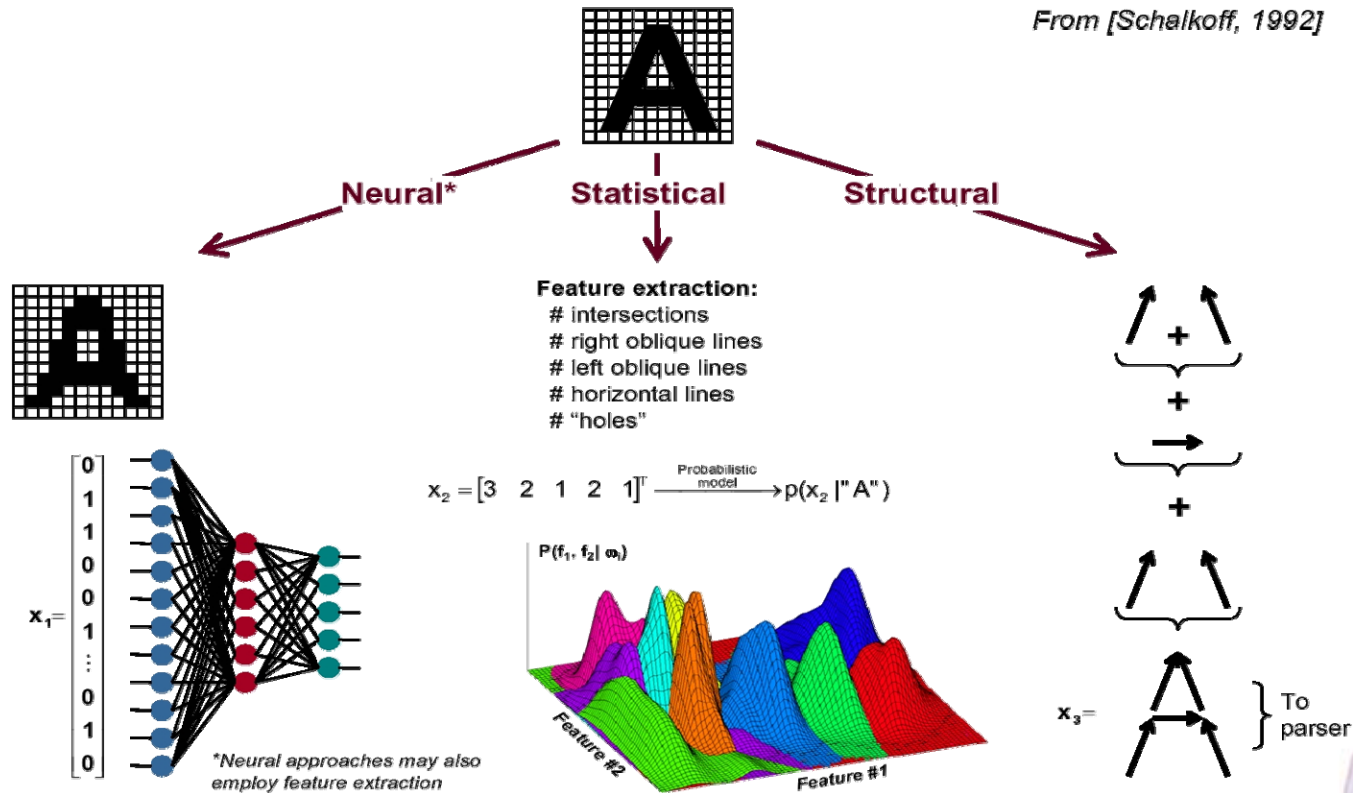 From [Schalkoff, 1992]
A
Neural*
Statistical
Structural
A
Feature extraction:
# intersections
# right oblique lines
# left oblique lines
# horizontal lines
# “holes”
+
+
+
x₁=
0
1
1
0
0
1
...
0
1
0
x₂ = [3 2 1 2 1]ᵀ Probabilistic model → p(x₂ |"A")
P(f₁, f₂| ωᵢ)
Feature #2
Feature #1
*Neural approaches may also
employ feature extraction
x₃=
To
parser